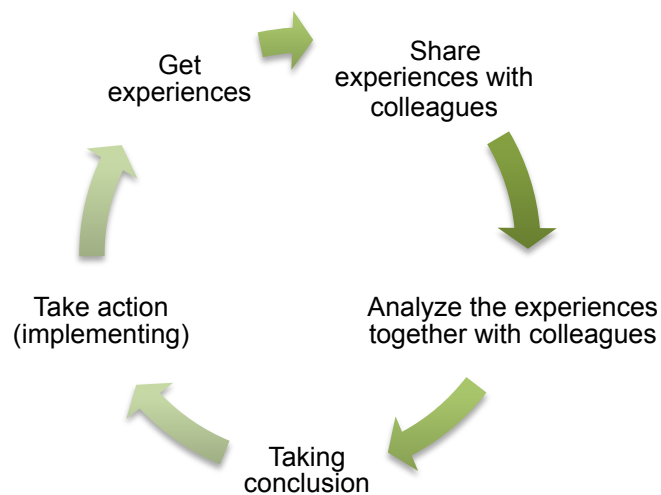 Get
experiences
Share
experiences with
colleagues
Analyze the experiences
together with colleagues
Taking
conclusion
Take action
(implementing)